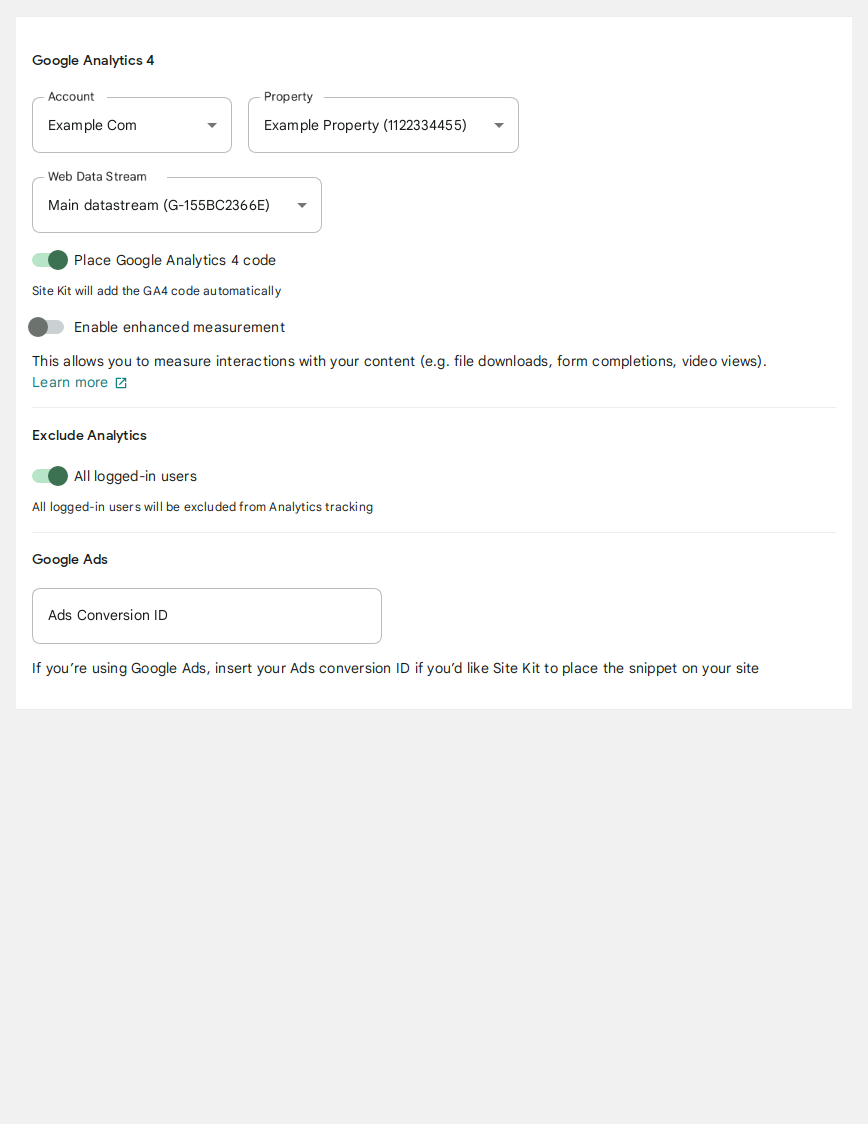 Google Analytics 4
Account
Example Com
Property
Example Property (1122334455)
Web Data Stream
Main datastream (G-155BC2366E)
Place Google Analytics 4 code
Site Kit will add the GA4 code automatically
Enable enhanced measurement
This allows you to measure interactions with your content (e.g. file downloads, form completions, video views).
Learn more
Exclude Analytics
All logged-in users
All logged-in users will be excluded from Analytics tracking
Google Ads
Ads Conversion ID
If you’re using Google Ads, insert your Ads conversion ID if you’d like Site Kit to place the snippet on your site